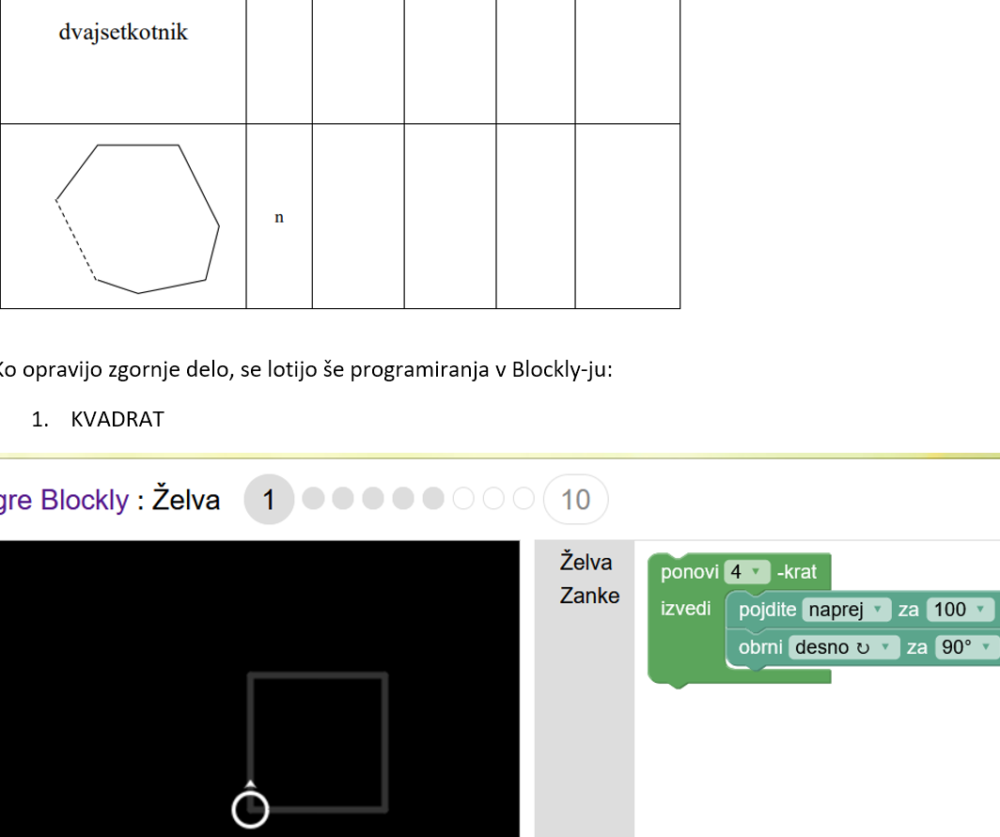 dvajsetkotnik
n
Ko opravijo zgornje delo, se lotijo še programiranja v Blockly-ju:
1. KVADRAT
gre Blockly : Želva 1 10
Želva
Zanke
ponovi 4 -krat
izvedi pojdite naprej za 100
obrni desno ↻ za 90°